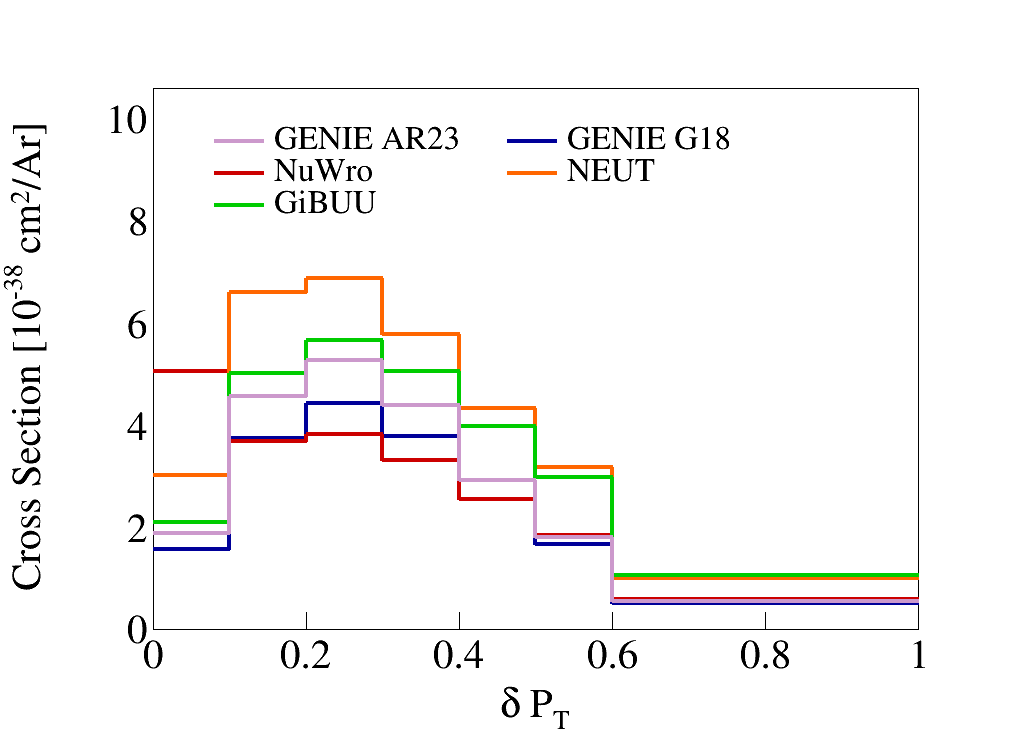 10
8
6
4
2
0
Cross Section [10⁻³⁸ cm²/Ar]
GENIE AR23
GENIE G18
NuWro
NEUT
GiBUU
0 0.2 0.4 0.6 0.8 1
δ P_T